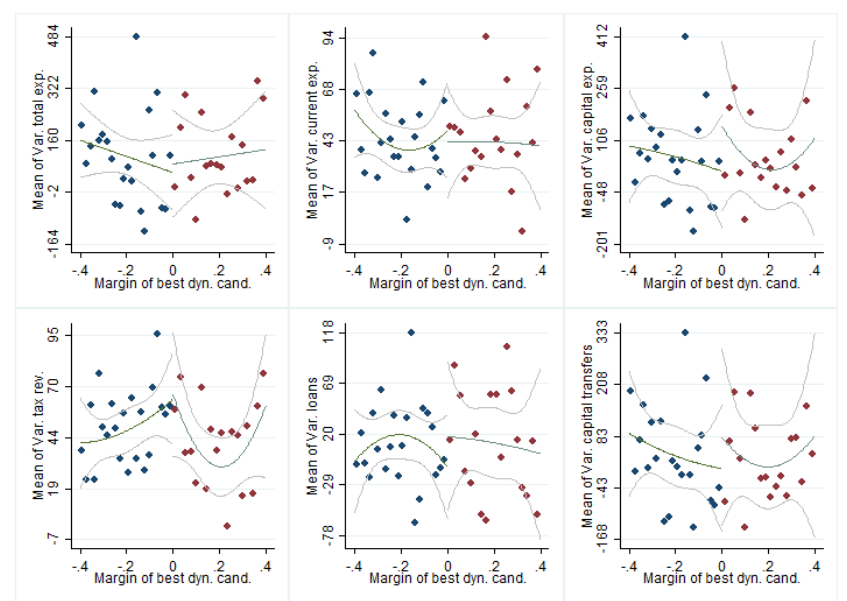 Mean of Var. total exp.
484
322
160
-2
-164
-.4 -.2 0 .2 .4
Margin of best dyn. cand.
Mean of Var. current exp.
94
68
43
17
-9
-.4 -.2 0 .2 .4
Margin of best dyn. cand.
Mean of Var. capital exp.
412
259
106
-48
-201
-.4 -.2 0 .2 .4
Margin of best dyn. cand.
Mean of Var. tax rev.
95
70
44
19
-7
-.4 -.2 0 .2 .4
Margin of best dyn. cand.
Mean of Var. loans
118
69
20
-29
-78
-.4 -.2 0 .2 .4
Margin of best dyn. cand.
Mean of Var. capital transfers
333
208
83
-43
-168
-.4 -.2 0 .2 .4
Margin of best dyn. cand.